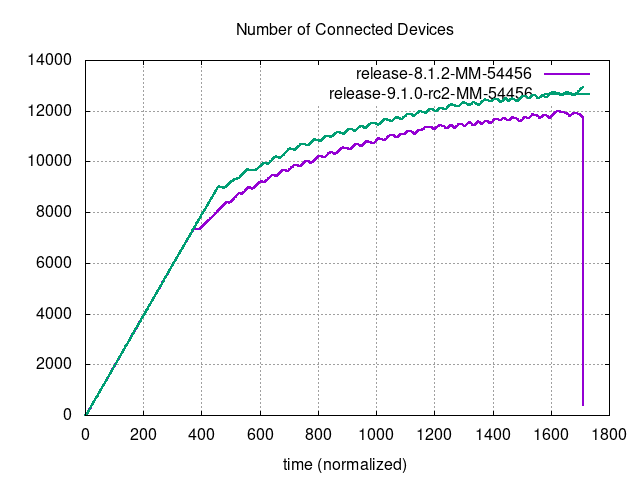 Number of Connected Devices
14000
12000
10000
8000
6000
4000
2000
0
release-8.1.2-MM-54456
release-9.1.0-rc2-MM-54456
0 200 400 600 800 1000 1200 1400 1600 1800
time (normalized)